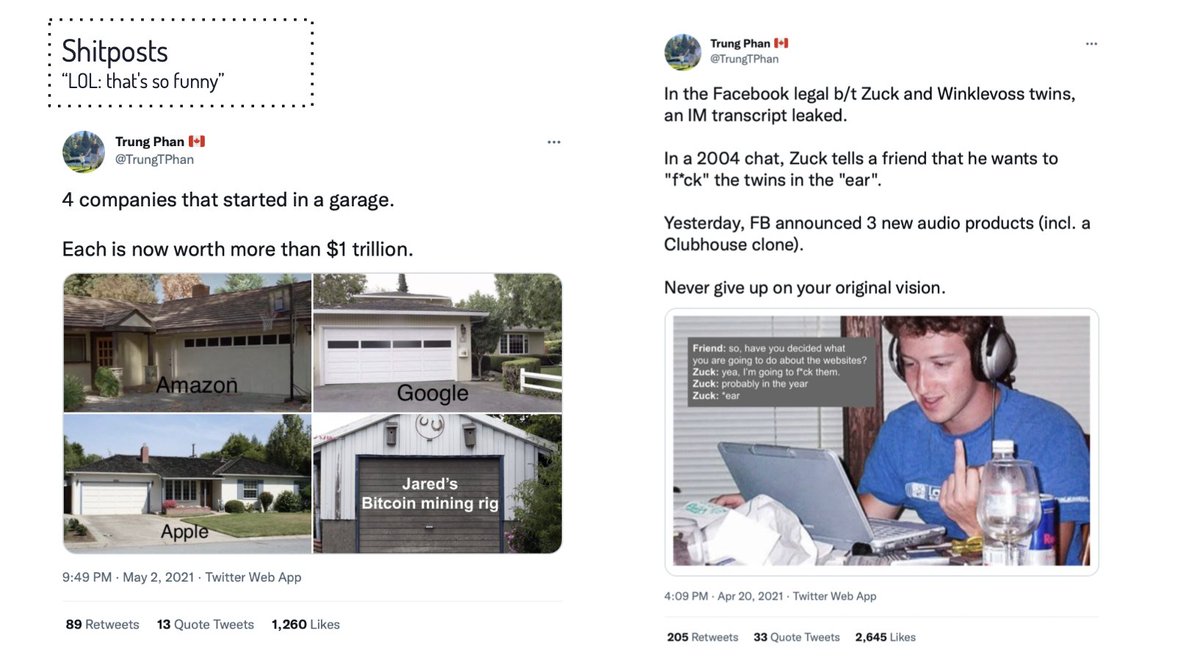 Shitposts
“LOL: that's so funny”
Trung Phan 🇨🇦
@TrungTPhan
4 companies that started in a garage.
Each is now worth more than $1 trillion.
Amazon
Google
Apple
Jared's
Bitcoin mining rig
9:49 PM · May 2, 2021 · Twitter Web App
89 Retweets 13 Quote Tweets 1,260 Likes
Trung Phan 🇨🇦
@TrungTPhan
In the Facebook legal b/t Zuck and Winklevoss twins,
an IM transcript leaked.
In a 2004 chat, Zuck tells a friend that he wants to
"f*ck" the twins in the "ear".
Yesterday, FB announced 3 new audio products (incl. a
Clubhouse clone).
Never give up on your original vision.
Friend: so, have you decided what
you are going to do about the websites?
Zuck: yea, I'm going to f*ck them.
Zuck: probably in the year
Zuck: *ear
4:09 PM · Apr 20, 2021 · Twitter Web App
205 Retweets 33 Quote Tweets 2,645 Likes